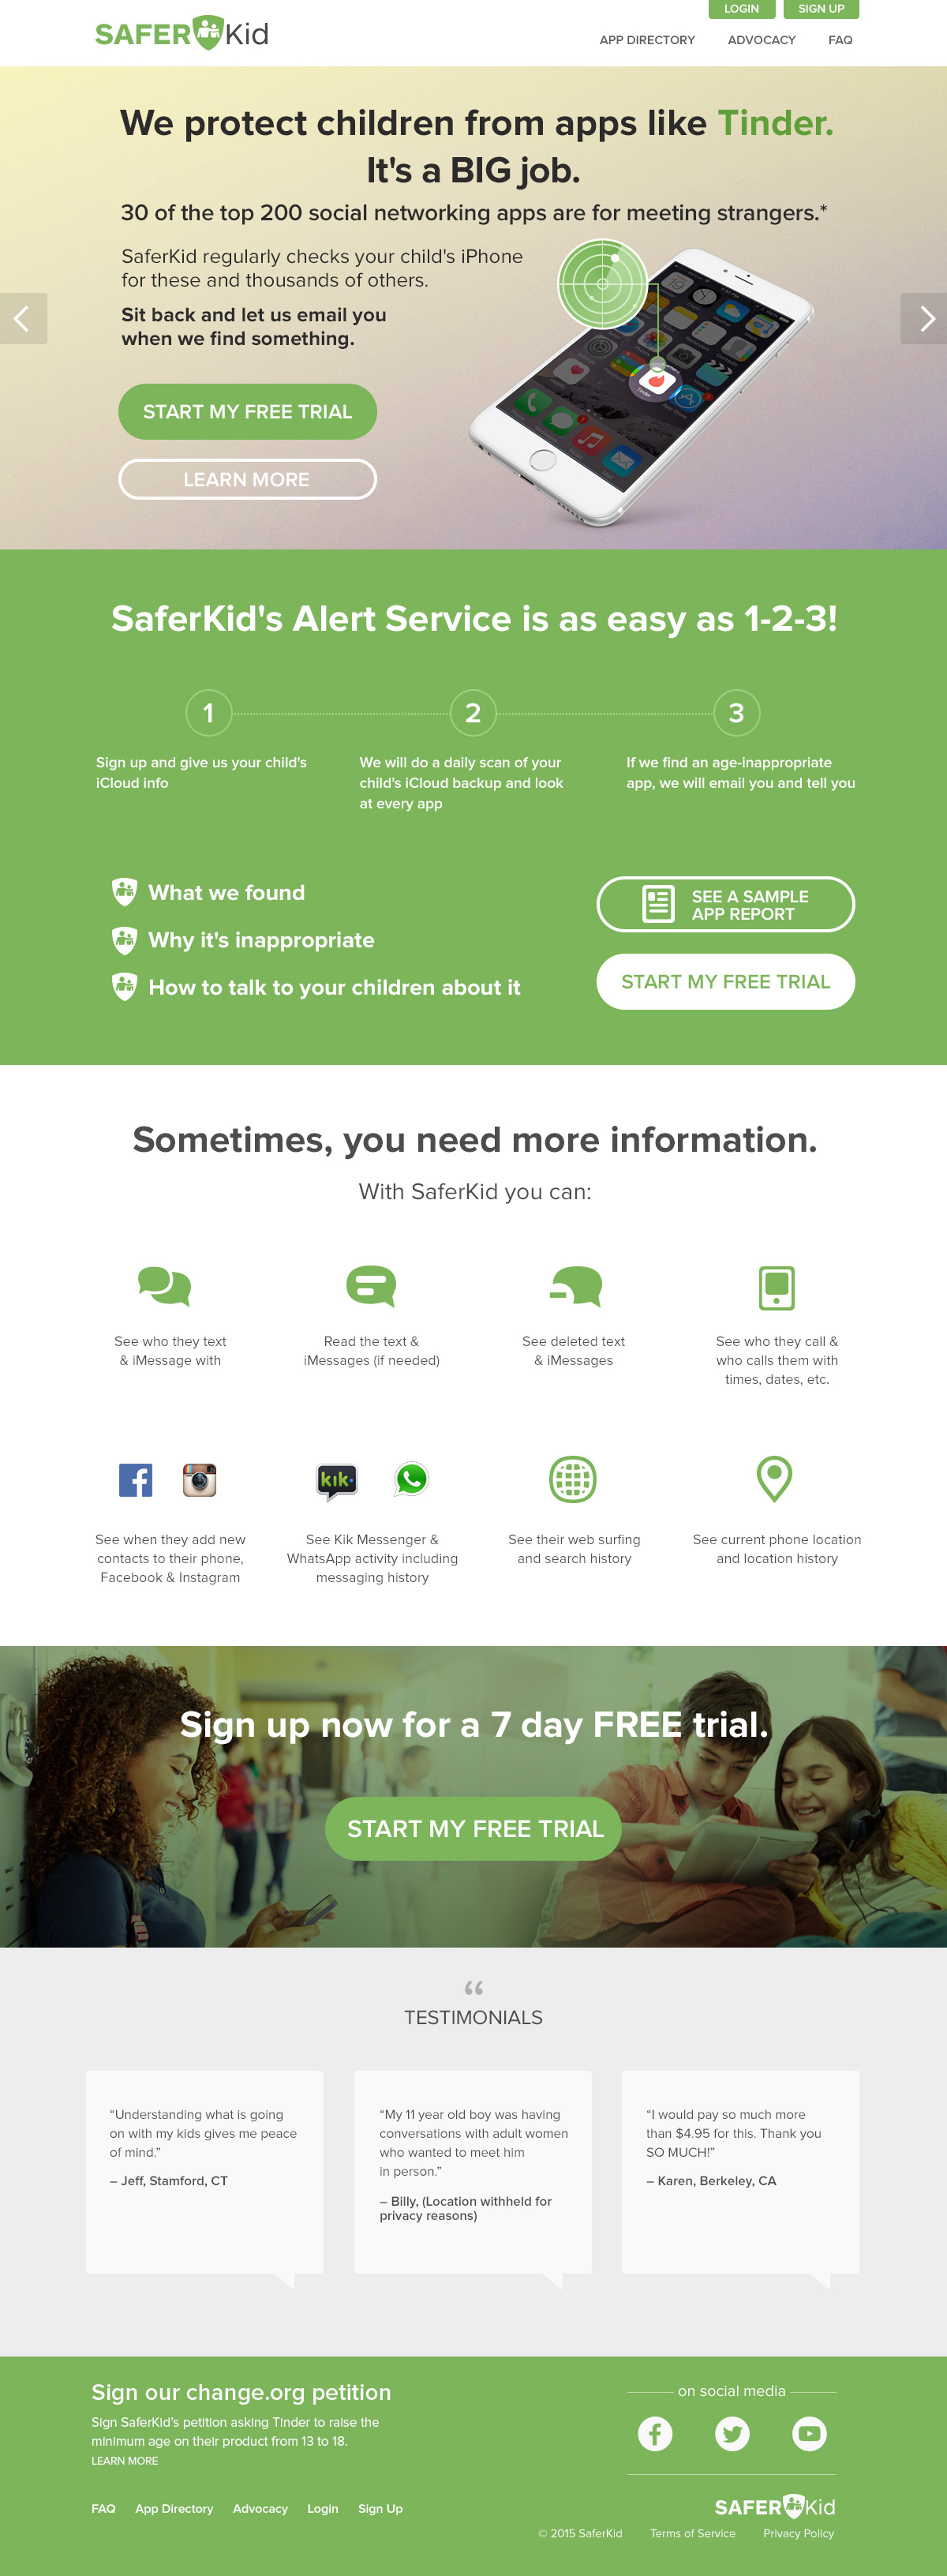 LOGIN
SIGN UP
SAFER Kid
APP DIRECTORY
ADVOCACY
FAQ
We protect children from apps like Tinder.
It's a BIG job.
30 of the top 200 social networking apps are for meeting strangers.*
SaferKid regularly checks your child's iPhone
for these and thousands of others.
Sit back and let us email you
when we find something.
Tinder
START MY FREE TRIAL
LEARN MORE
SaferKid's Alert Service is as easy as 1-2-3!
1
2
3
Sign up and give us your child's
iCloud info
We will do a daily scan of your
child's iCloud backup and look
at every app
If we find an age-inappropriate
app, we will email you and tell you
What we found
Why it's inappropriate
How to talk to your children about it
SEE A SAMPLE
APP REPORT
START MY FREE TRIAL
Sometimes, you need more information.
With SaferKid you can:
See who they text
& iMessage with
Read the text &
iMessages (if needed)
See deleted text
& iMessages
See who they call &
who calls them with
times, dates, etc.
kik
See when they add new
contacts to their phone,
Facebook & Instagram
See Kik Messenger &
WhatsApp activity including
messaging history
See their web surfing
and search history
See current phone location
and location history
Sign up now for a 7 day FREE trial.
START MY FREE TRIAL
“
TESTIMONIALS
“Understanding what is going
on with my kids gives me peace
of mind.”
– Jeff, Stamford, CT
“My 11 year old boy was having
conversations with adult women
who wanted to meet him
in person.”
– Billy, (Location withheld for
privacy reasons)
“I would pay so much more
than $4.95 for this. Thank you
SO MUCH!”
– Karen, Berkeley, CA
Sign our change.org petition
Sign SaferKid’s petition asking Tinder to raise the
minimum age on their product from 13 to 18.
LEARN MORE
on social media
FAQ
App Directory
Advocacy
Login
Sign Up
SAFER Kid
© 2015 SaferKid
Terms of Service
Privacy Policy